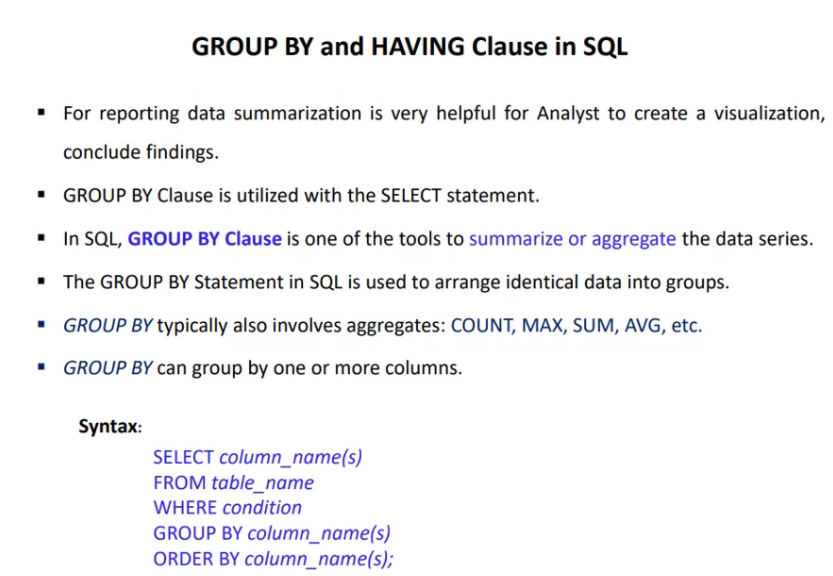 GROUP BY and HAVING Clause in SQL
▪ For reporting data summarization is very helpful for Analyst to create a visualization,
conclude findings.
▪ GROUP BY Clause is utilized with the SELECT statement.
▪ In SQL, GROUP BY Clause is one of the tools to summarize or aggregate the data series.
▪ The GROUP BY Statement in SQL is used to arrange identical data into groups.
▪ GROUP BY typically also involves aggregates: COUNT, MAX, SUM, AVG, etc.
▪ GROUP BY can group by one or more columns.
Syntax:
SELECT column_name(s)
FROM table_name
WHERE condition
GROUP BY column_name(s)
ORDER BY column_name(s);